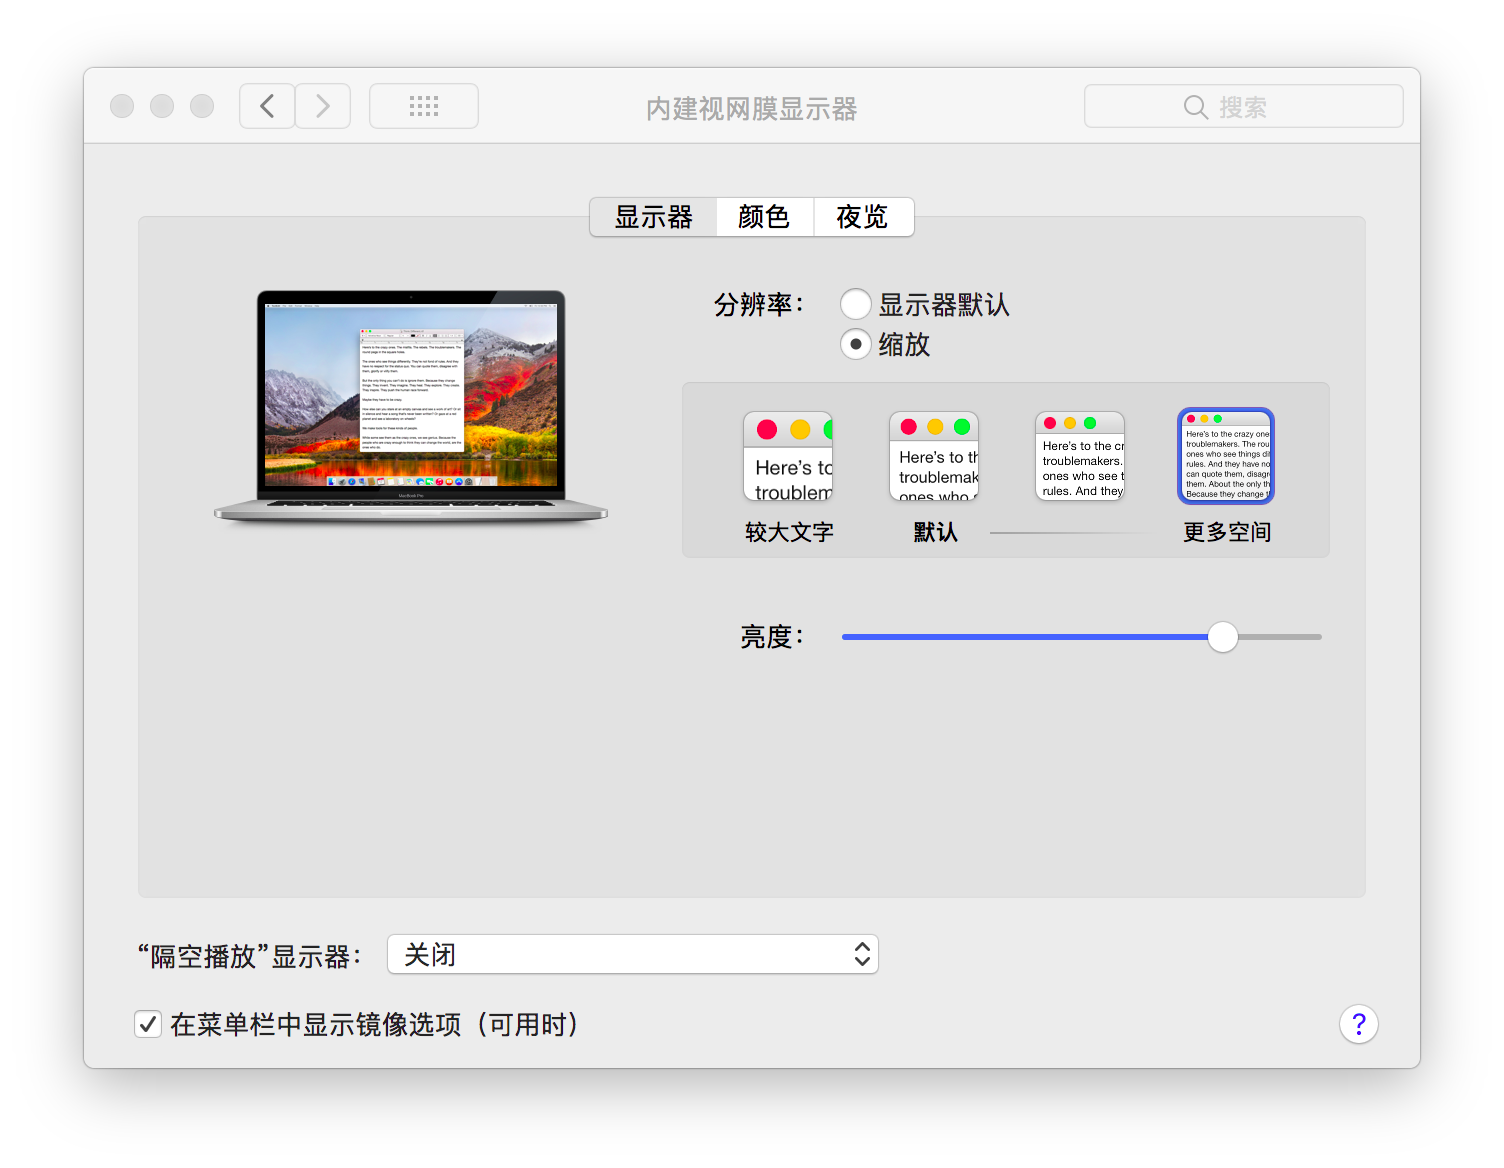 内建视网膜显示器
搜索
显示器 颜色 夜览
分辨率： 显示器默认
缩放
Here's to the
troublem
Here's to th
troublemak
ones who
Here's to the cr
troublemakers.
ones who see t
rules. And they
Here's to the crazy one
troublemakers. The rou
ones who see things di
rules. And they have no
can quote them, disagr
them. About the only th
Because they change
较大文字 默认 更多空间
亮度：
MacBook Pro
“隔空播放”显示器： 关闭
在菜单栏中显示镜像选项（可用时）
?